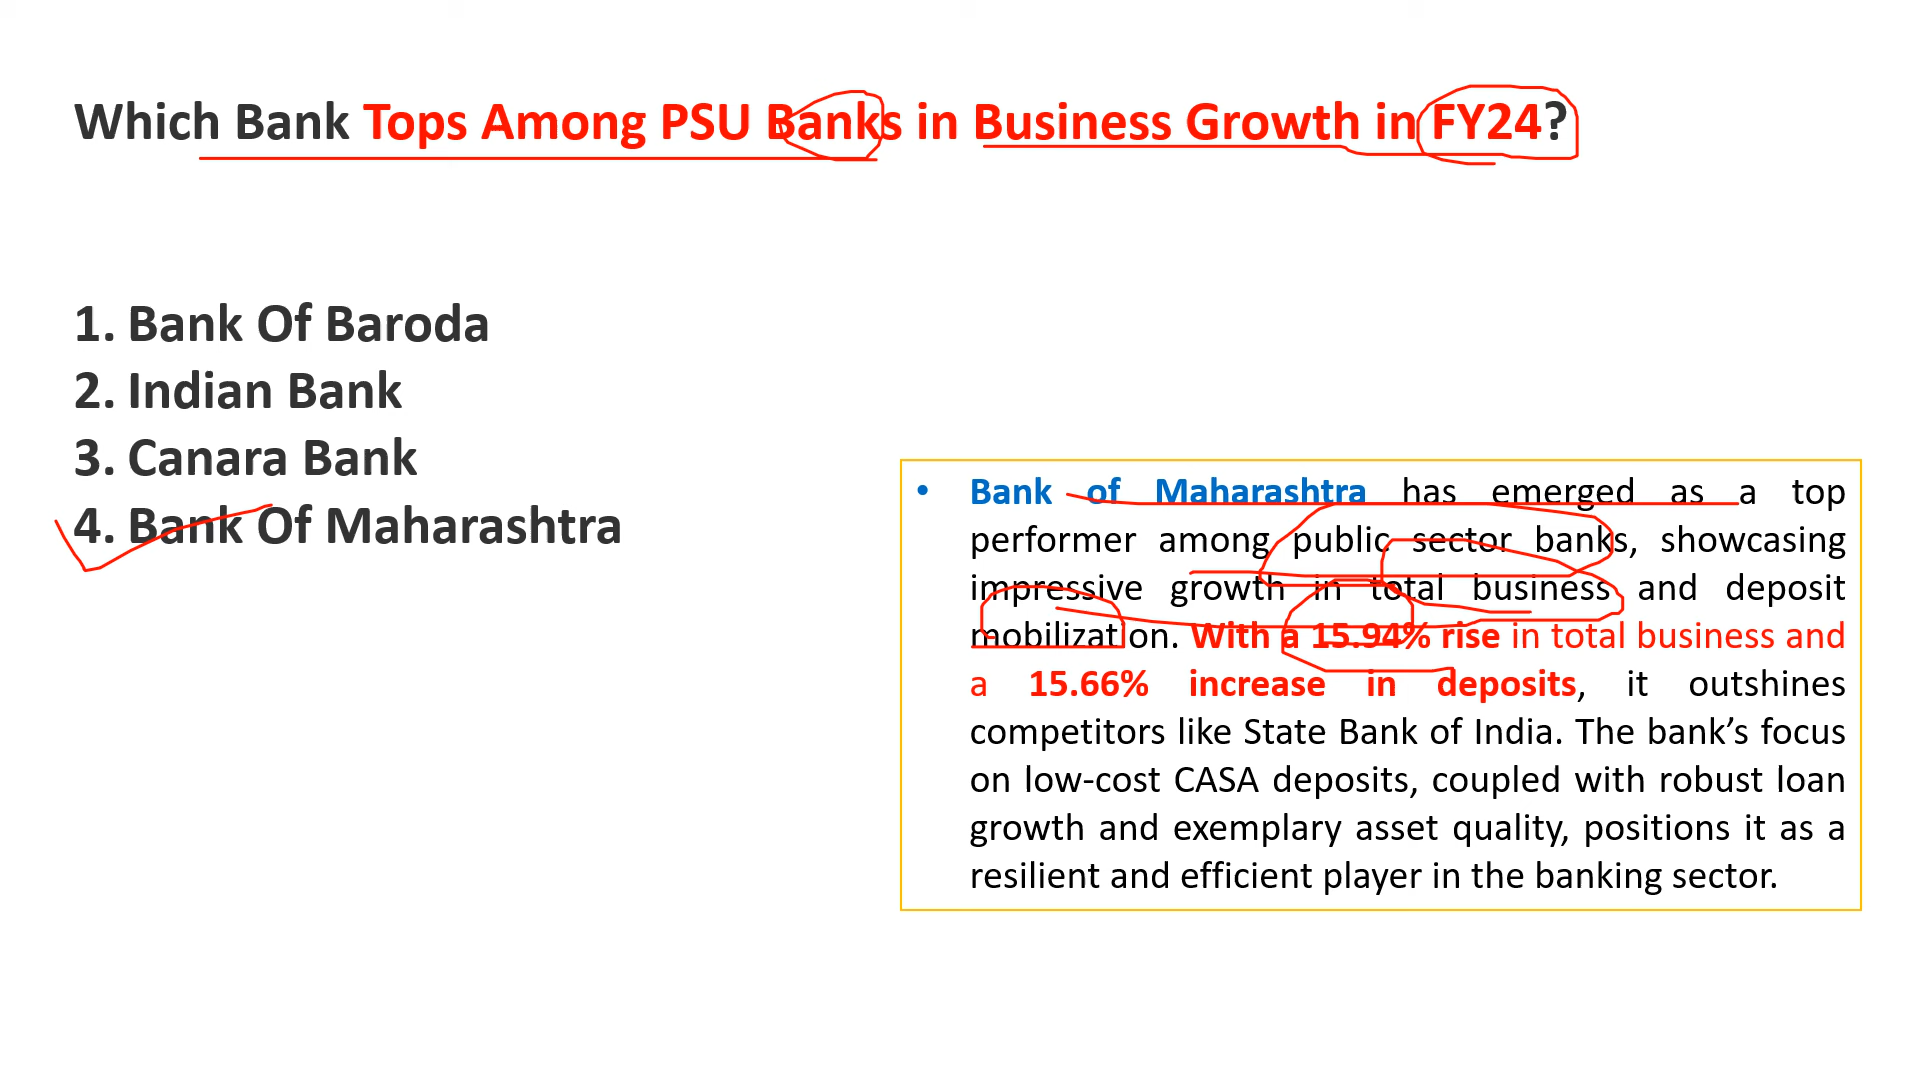 Which Bank Tops Among PSU Banks in Business Growth in FY24?
1. Bank Of Baroda
2. Indian Bank
3. Canara Bank
4. Bank Of Maharashtra
• Bank of Maharashtra has emerged as a top
performer among public sector banks, showcasing
impressive growth in total business and deposit
mobilization. With a 15.94% rise in total business and
a 15.66% increase in deposits, it outshines
competitors like State Bank of India. The bank’s focus
on low-cost CASA deposits, coupled with robust loan
growth and exemplary asset quality, positions it as a
resilient and efficient player in the banking sector.